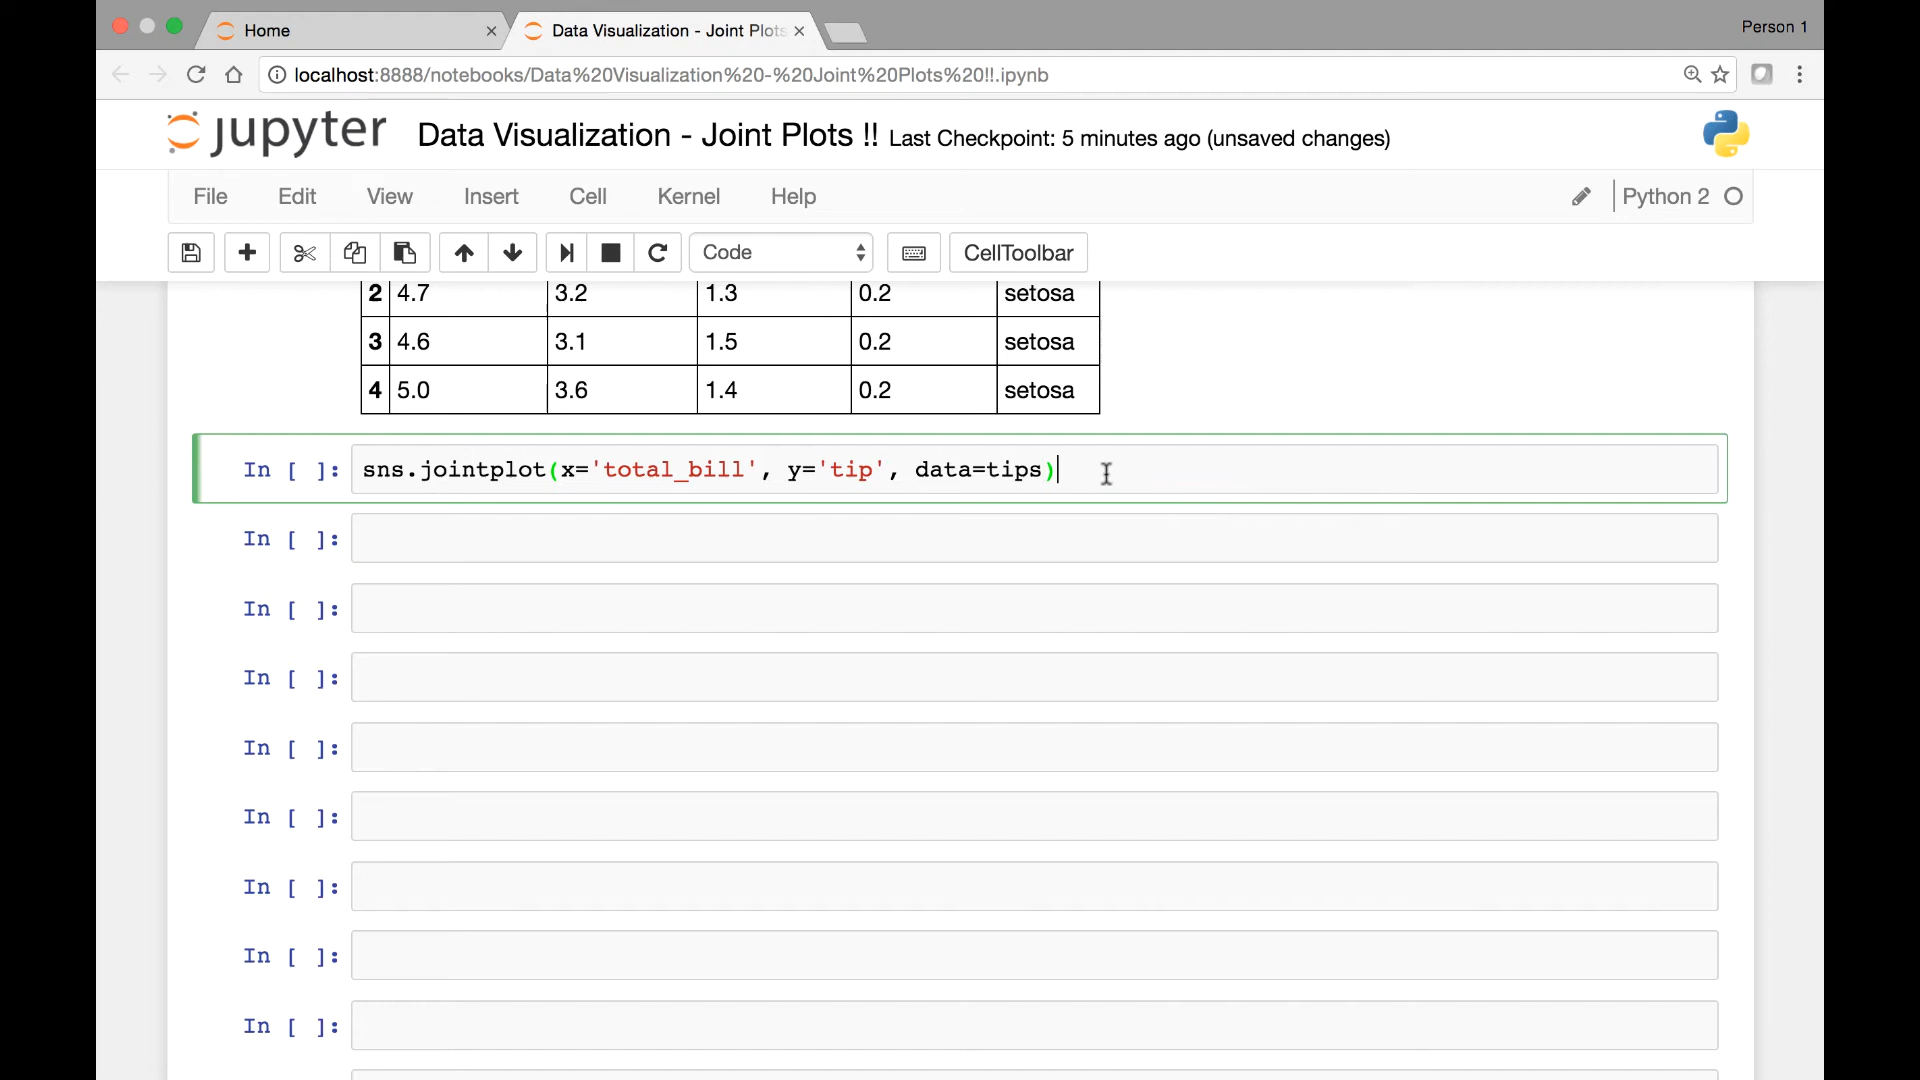 Home
Data Visualization - Joint Plots
Person 1
localhost:8888/notebooks/Data%20Visualization%20-%20Joint%20Plots%20!!.ipynb
jupyter Data Visualization - Joint Plots !! Last Checkpoint: 5 minutes ago (unsaved changes)
File Edit View Insert Cell Kernel Help Python 2
Code CellToolbar
2 4.7 3.2 1.3 0.2 setosa
3 4.6 3.1 1.5 0.2 setosa
4 5.0 3.6 1.4 0.2 setosa
In [ ]: sns.jointplot(x='total_bill', y='tip', data=tips)
In [ ]:
In [ ]:
In [ ]:
In [ ]:
In [ ]:
In [ ]:
In [ ]:
In [ ]: